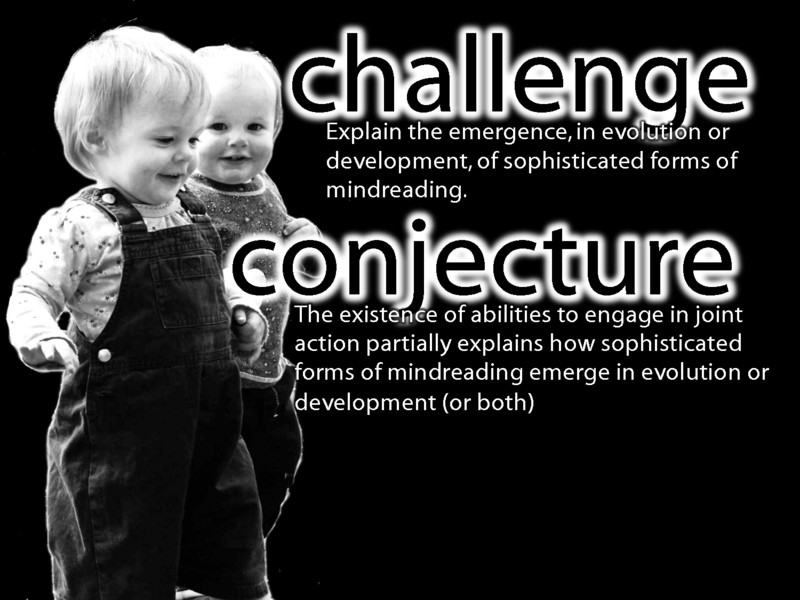 challenge
Explain the emergence, in evolution or
development, of sophisticated forms of
mindreading.
conjecture
The existence of abilities to engage in joint
action partially explains how sophisticated
forms of mindreading emerge in evolution or
development (or both)